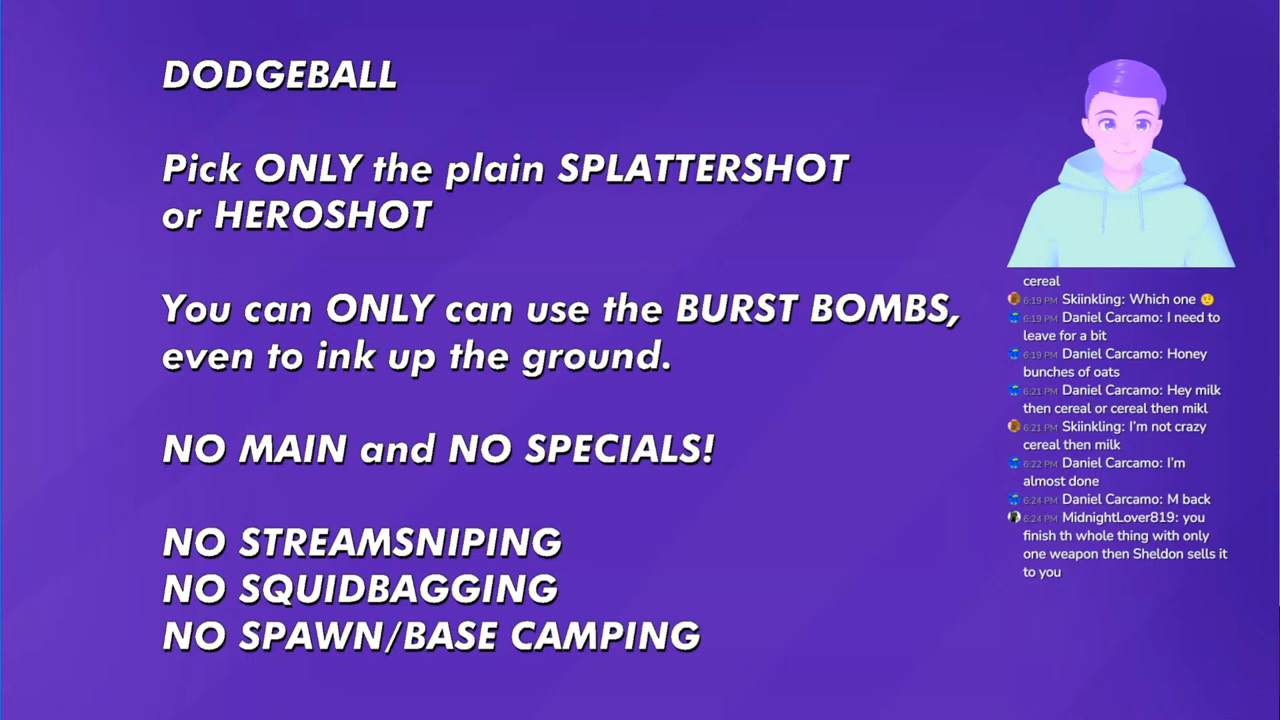 DODGEBALL
Pick ONLY the plain SPLATTERSHOT
or HEROSHOT
You can ONLY can use the BURST BOMBS,
even to ink up the ground.
NO MAIN and NO SPECIALS!
NO STREAMSNIPING
NO SQUIDBAGGING
NO SPAWN/BASE CAMPING
cereal
6:19 PM Skiinkling: Which one 🤨
6:19 PM Daniel Carcamo: I need to
leave for a bit
6:19 PM Daniel Carcamo: Honey
bunches of oats
6:21 PM Daniel Carcamo: Hey milk
then cereal or cereal then mikl
6:21 PM Skiinkling: I'm not crazy
cereal then milk
6:22 PM Daniel Carcamo: I'm
almost done
6:24 PM Daniel Carcamo: M back
6:24 PM MidnightLover819: you
finish th whole thing with only
one weapon then Sheldon sells it
to you